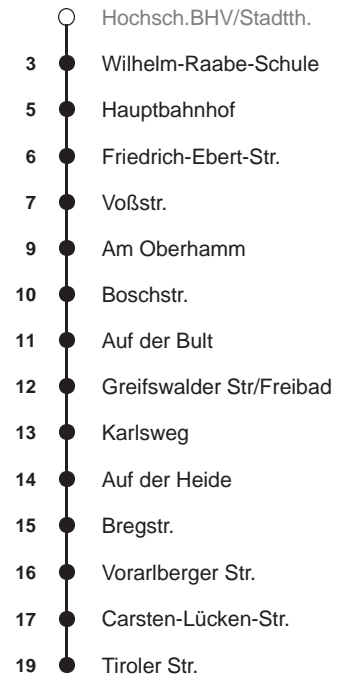 Hochsch.BHV/Stadtth.
3 Wilhelm-Raabe-Schule
5 Hauptbahnhof
6 Friedrich-Ebert-Str.
7 Voßstr.
9 Am Oberhamm
10 Boschstr.
11 Auf der Bult
12 Greifswalder Str/Freibad
13 Karlsweg
14 Auf der Heide
15 Bregstr.
16 Vorarlberger Str.
17 Carsten-Lücken-Str.
19 Tiroler Str.